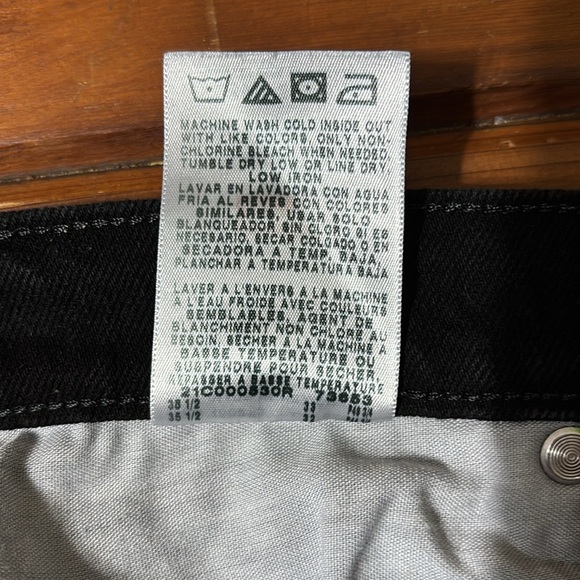 MACHINE WASH COLD INSIDE OUT
WITH LIKE COLORS, ONLY NON-
CHLORINE BLEACH WHEN NEEDED,
TUMBLE DRY LOW OR LINE DRY,
LOW IRON
LAVAR EN LAVADORA CON AGUA
FRIA AL REVES CON COLORES
SIMILARES, USAR SOLO
BLANQUEADOR SIN CLORO SI ES
NECESARIO, SECAR COLGADO O EN
SECADORA A TEMP. BAJA,
PLANCHAR A TEMPERATURA BAJA
LAVER A L'ENVERS A LA MACHINE
A L'EAU FROIDE AVEC COULEURS
SEMBLABLES, AGENT DE
BLANCHIMENT NON CHLORE AU
BESOIN, SECHER A LA MACHINE A
BASSE TEMPERATURE OU
SUSPENDRE POUR SECHER
REPASSER A BASSE TEMPERATURE
21C000530R 73653